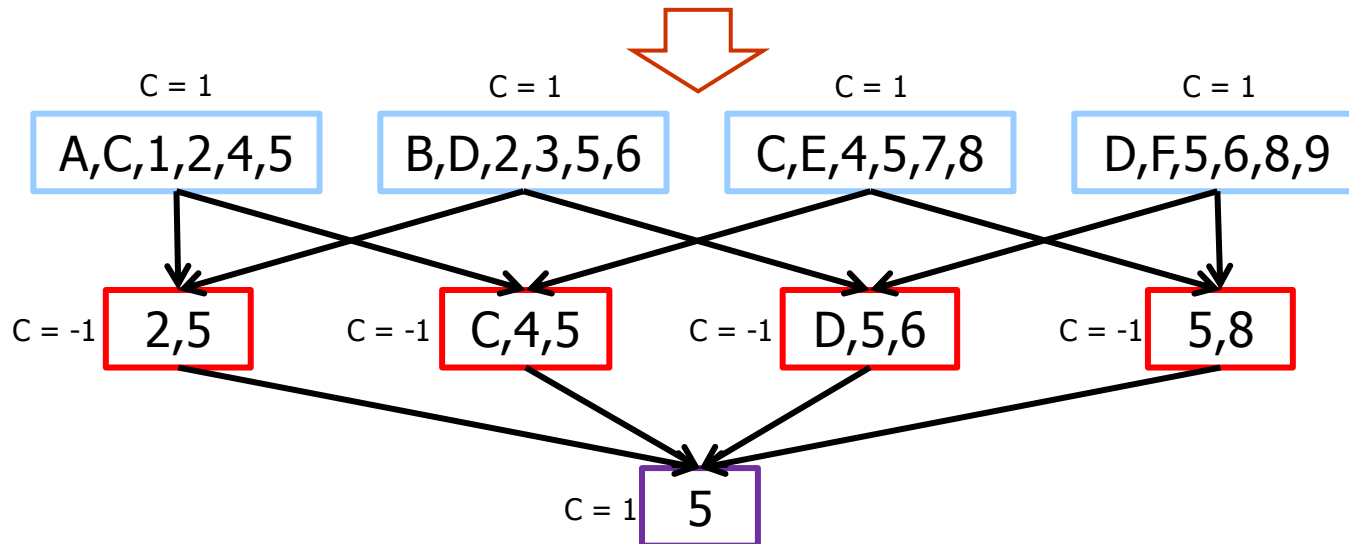 C = 1 C = 1 C = 1 C = 1
A,C,1,2,4,5 B,D,2,3,5,6 C,E,4,5,7,8 D,F,5,6,8,9
C = -1 2,5 C = -1 C,4,5 C = -1 D,5,6 C = -1 5,8
C = 1 5